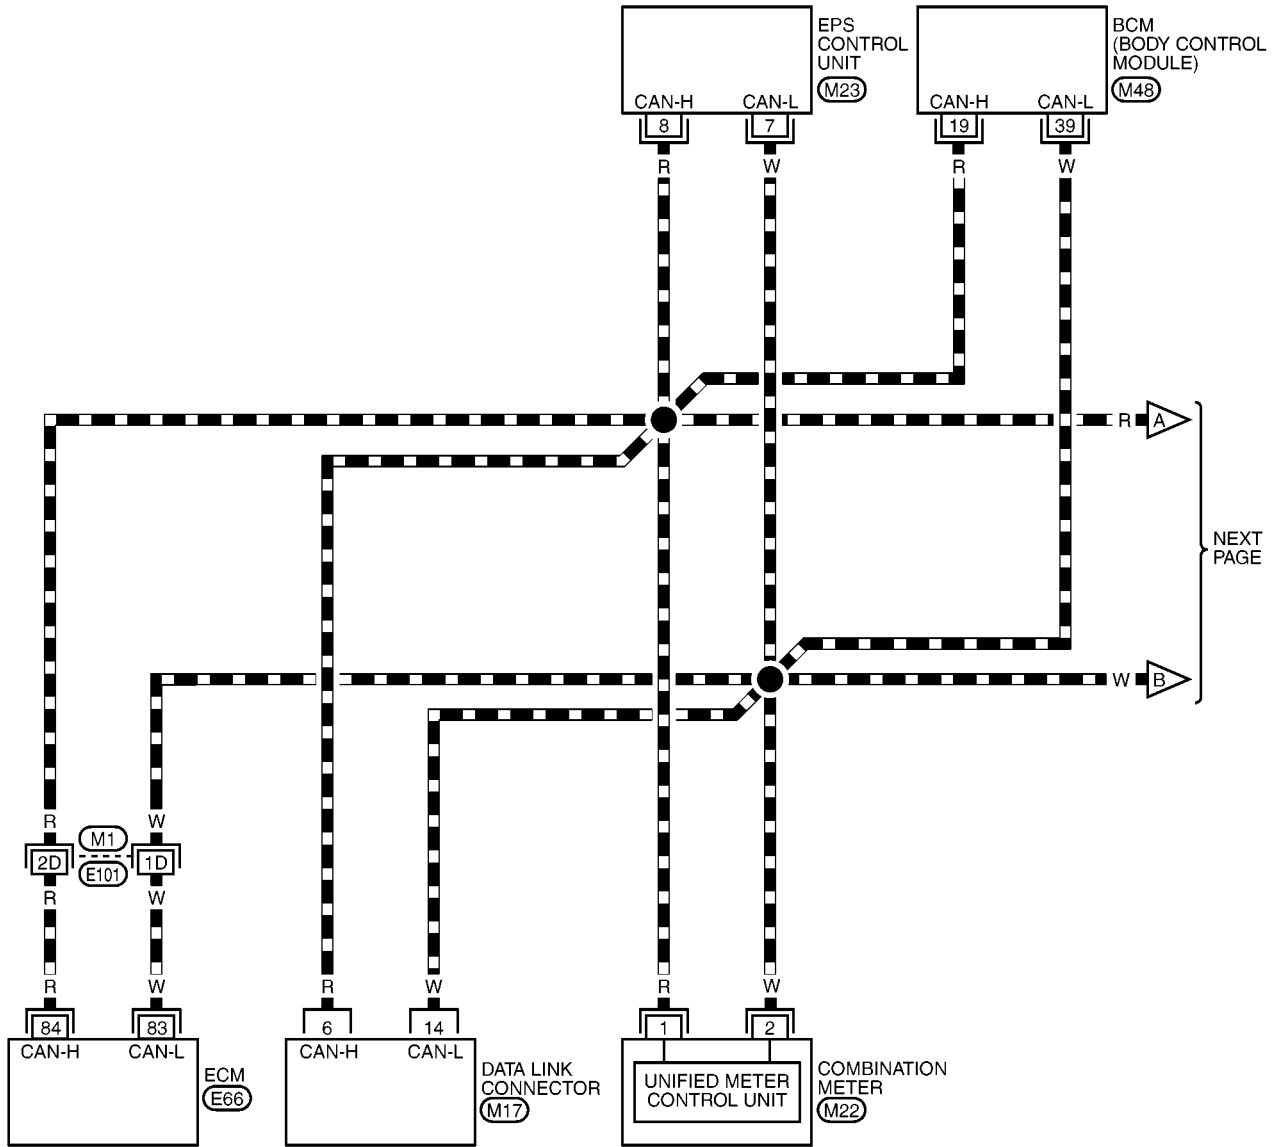 EPS
CONTROL
UNIT
M23
BCM
(BODY CONTROL
MODULE)
M48
CAN-H
CAN-L
CAN-H
CAN-L
8
7
19
39
R
W
R
W
R
A
NEXT
PAGE
W
B
R
W
M1
2D
1D
E101
R
W
R
W
R
W
R
W
84
83
6
14
1
2
CAN-H
CAN-L
CAN-H
CAN-L
ECM
E66
DATA LINK
CONNECTOR
M17
UNIFIED METER
CONTROL UNIT
COMBINATION
METER
M22